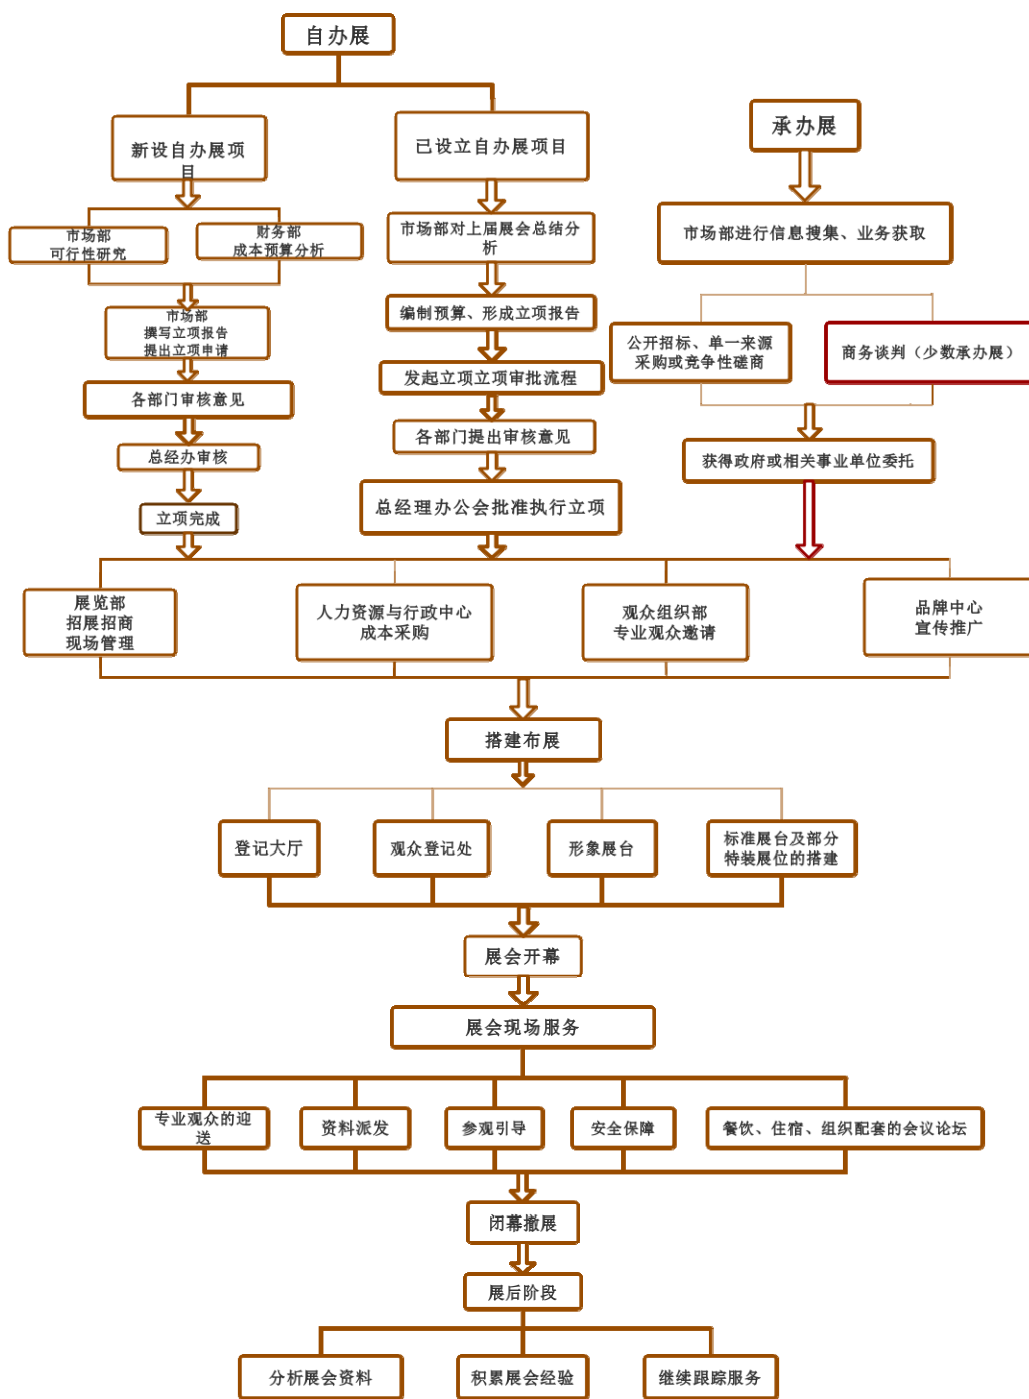 自办展
新设自办展项
目
已设立自办展项目
承办展
市场部
可行性研究
财务部
成本预算分析
市场部对上届展会总结分
析
市场部进行信息搜集、业务获取
市场部
撰写立项报告
提出立项申请
编制预算、形成立项报告
公开招标、单一来源
采购或竞争性磋商
商务谈判（少数承办展）
各部门审核意见
发起立项立项审批流程
总经办审核
各部门提出审核意见
获得政府或相关事业单位委托
立项完成
总经理办公会批准执行立项
展览部
招展招商
现场管理
人力资源与行政中心
成本采购
观众组织部
专业观众邀请
品牌中心
宣传推广
搭建布展
登记大厅
观众登记处
形象展台
标准展台及部分
特装展位的搭建
展会开幕
展会现场服务
专业观众的迎
送
资料派发
参观引导
安全保障
餐饮、住宿、组织配套的会议论坛
闭幕撤展
展后阶段
分析展会资料
积累展会经验
继续跟踪服务